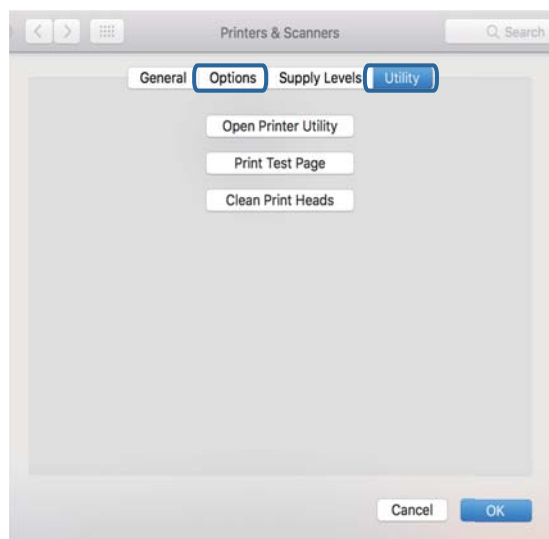 Printers & Scanners
Search
General Options Supply Levels Utility
Open Printer Utility
Print Test Page
Clean Print Heads
Cancel OK